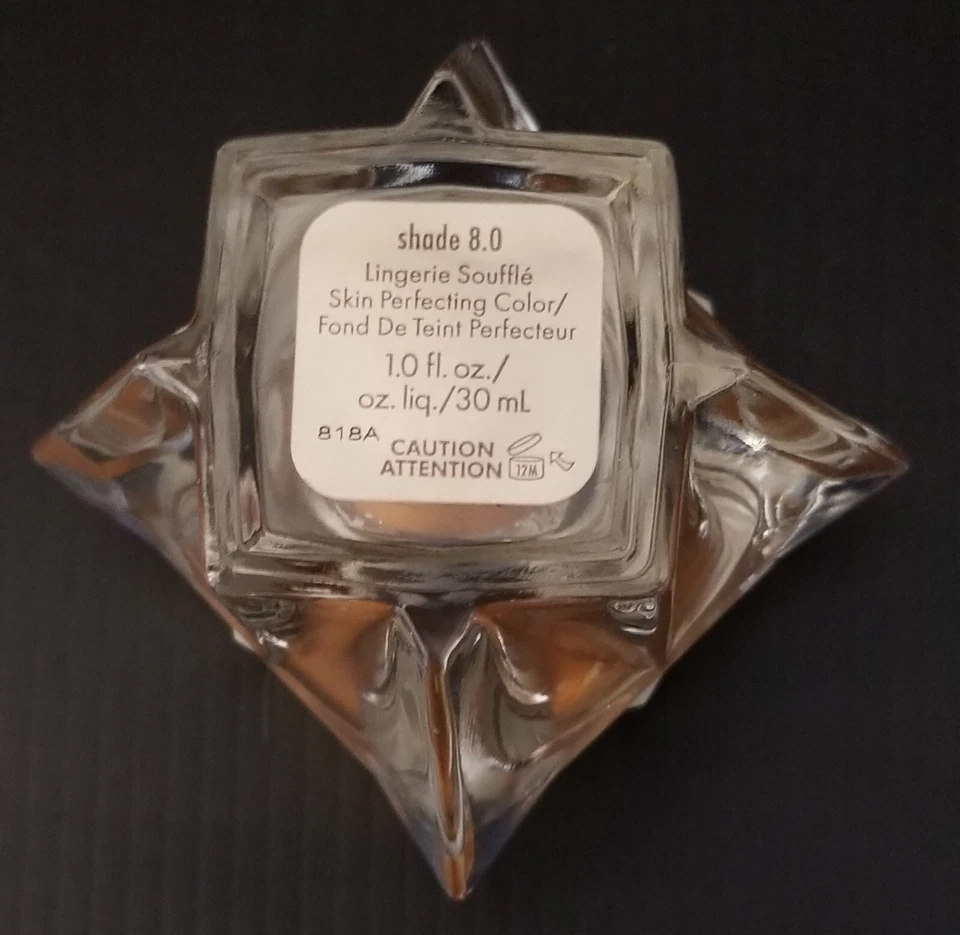 shade 8.0
Lingerie Soufflé
Skin Perfecting Color/
Fond De Teint Perfecteur
1.0 fl. oz./
oz. liq./30 mL
818A
CAUTION
ATTENTION
12M